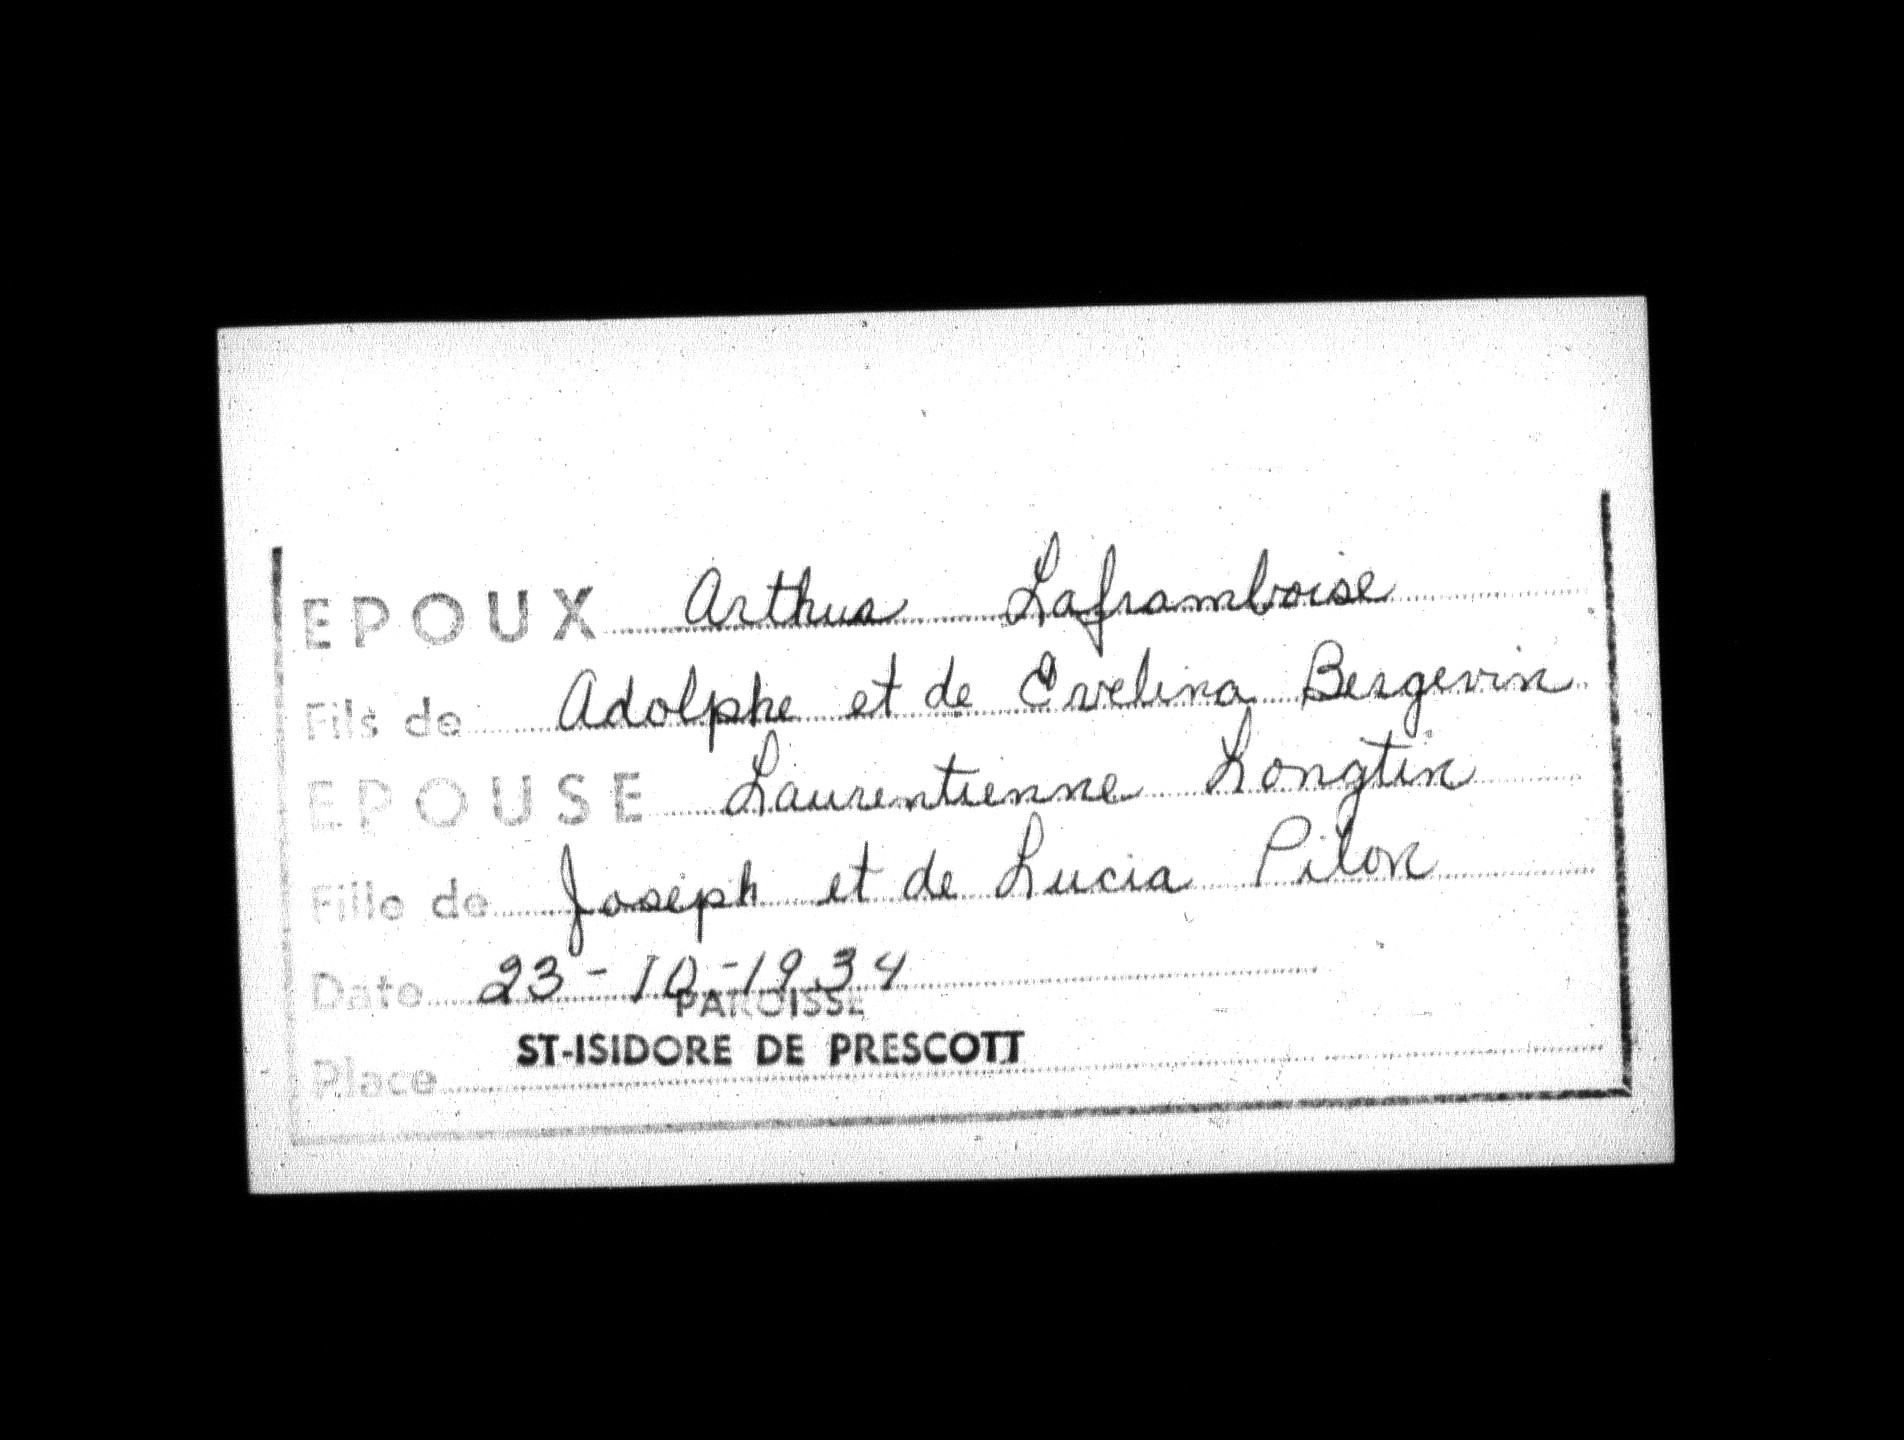 EPOUX Arthur Laframboise
Fils de Adolphe et de Evelina Bergevin
EPOUSE Laurentienne Longtin
Fille de Joseph et de Lucia Pilon
Date 23-10-1934
PAROISSE
ST-ISIDORE DE PRESCOTT
Place